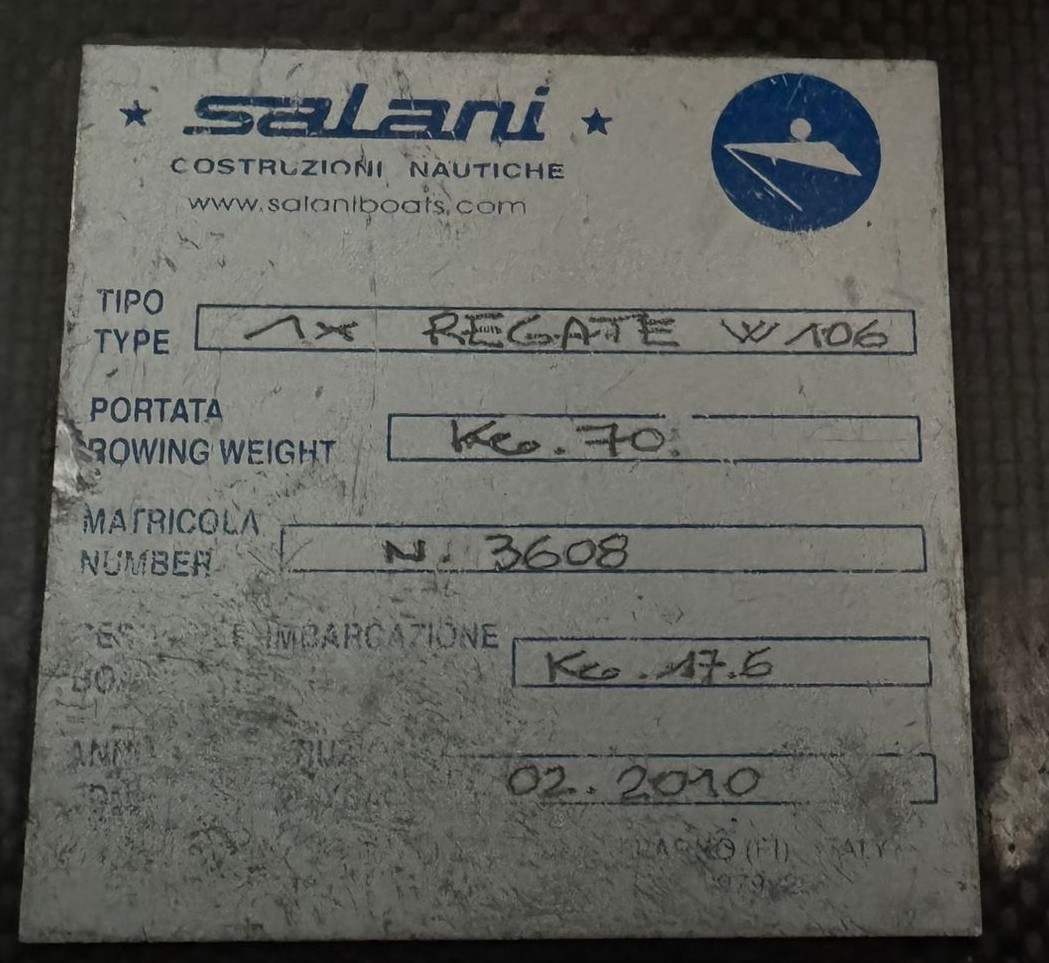 salani
COSTRUZIONI NAUTICHE
www.salaniboats.com
TIPO
TYPE 1x REGATE W106
PORTATA
ROWING WEIGHT KG. 70
MATRICOLA
NUMBER N. 3608
IMBARCAZIONE
KG. 17.6
02. 2010
(FI)